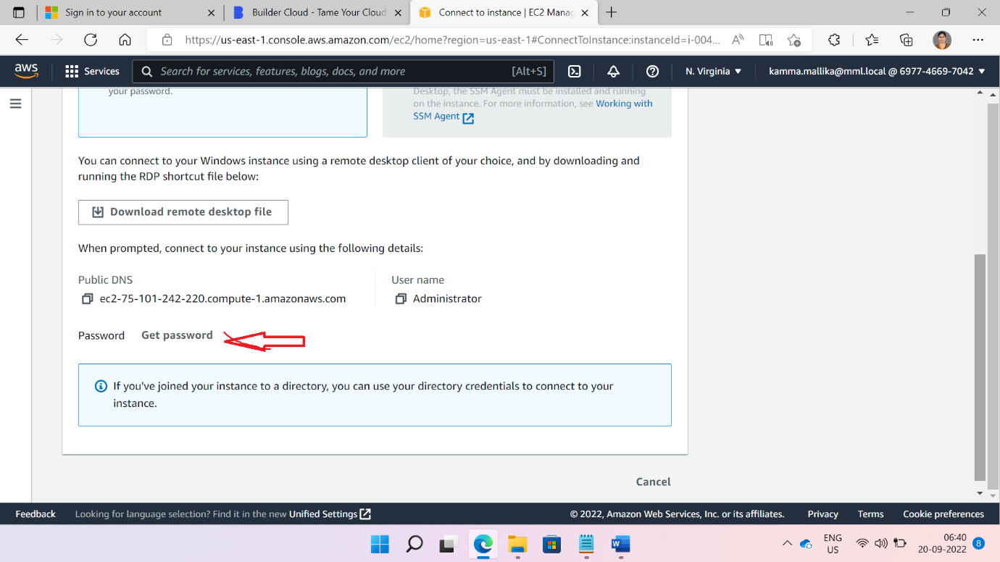 Sign in to your account
Builder Cloud - Tame Your Cloud
Connect to instance | EC2 Manag
https://us-east-1.console.aws.amazon.com/ec2/home?region=us-east-1#ConnectToInstance:instanceId=i-004...
aws
Services
Search for services, features, blogs, docs, and more
[Alt+S]
N. Virginia
kamma.mallika@mml.local @ 6977-4669-7042
your password.
Desktop, the SSM Agent must be installed and running
on the instance. For more information, see Working with
SSM Agent
You can connect to your Windows instance using a remote desktop client of your choice, and by downloading and
running the RDP shortcut file below:
Download remote desktop file
When prompted, connect to your instance using the following details:
Public DNS
User name
ec2-75-101-242-220.compute-1.amazonaws.com
Administrator
Password
Get password
If you've joined your instance to a directory, you can use your directory credentials to connect to your
instance.
Cancel
Feedback
Looking for language selection? Find it in the new Unified Settings
© 2022, Amazon Web Services, Inc. or its affiliates.
Privacy
Terms
Cookie preferences
ENG
US
06:40
20-09-2022
8